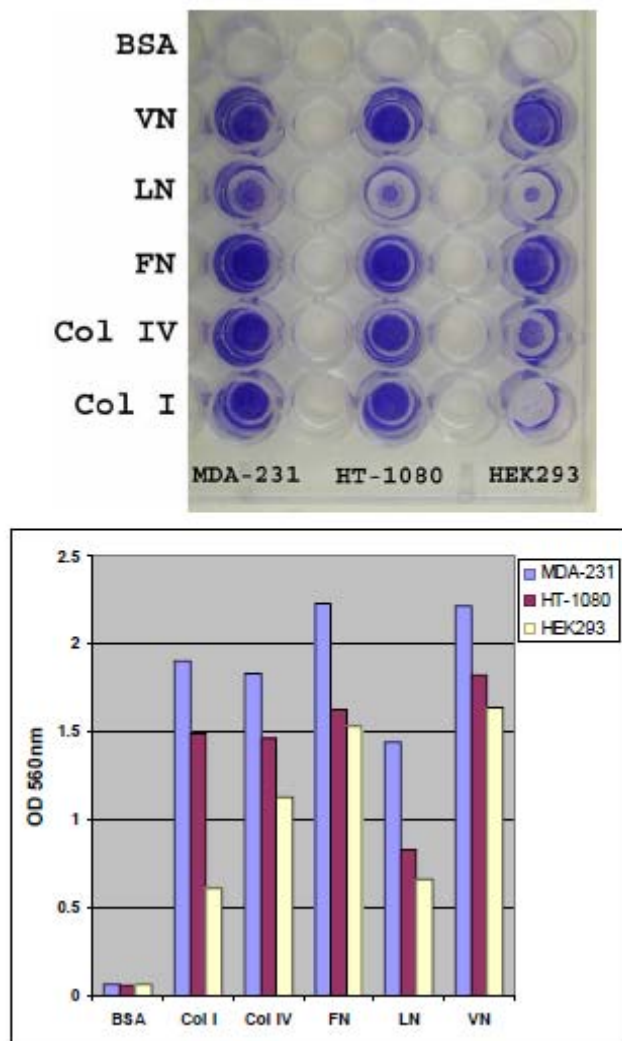 BSA
VN
LN
FN
Col IV
Col I
MDA-231 HT-1080 HEK293
2.5
2
1.5
1
0.5
0
OD 560nm
BSA Col I Col IV FN LN VN
MDA-231
HT-1080
HEK293